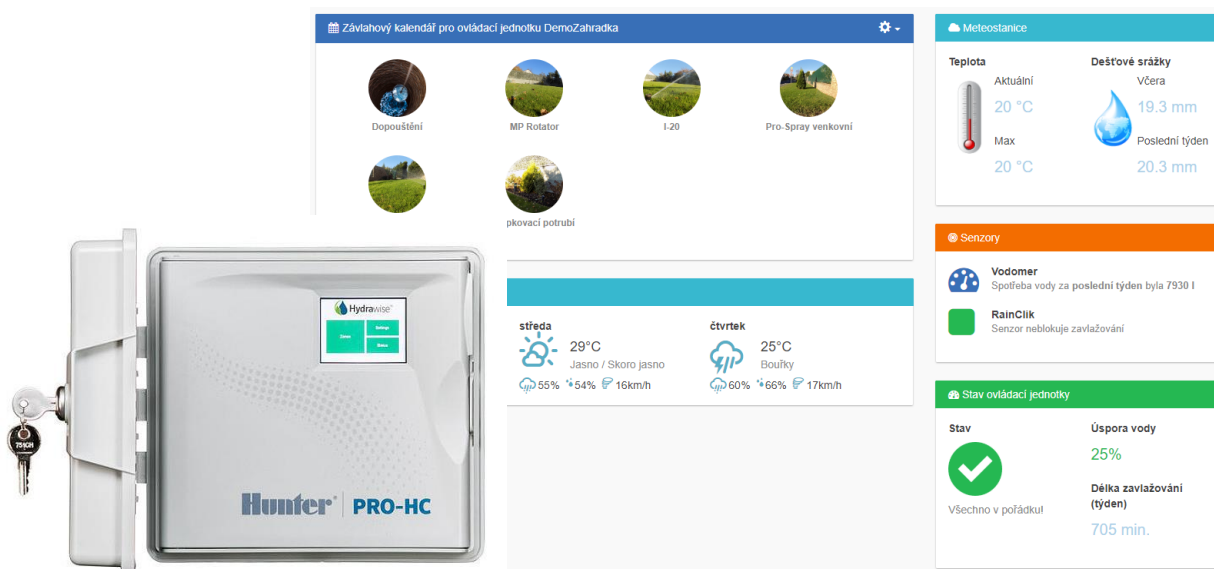 Závlahový kalendář pro ovládací jednotku DemoZahradka
Dopouštění
MP Rotator
I-20
Pro-Spray venkovní
pkovací potrubí
středa
29°C
Jasno / Skoro jasno
55% 54% 16km/h
čtvrtek
25°C
Bouřky
60% 66% 17km/h
Meteostanice
Teplota
Aktuální
20 °C
Max
20 °C
Dešťové srážky
Včera
19.3 mm
Poslední týden
20.3 mm
Senzory
Vodomer
Spotřeba vody za poslední týden byla 7930 l
RainClik
Senzor neblokuje zavlažování
Stav ovládací jednotky
Stav
Všechno v pořádku!
Úspora vody
25%
Délka zavlažování
(týden)
705 min.
Hydrawise
Zones
Settings
Status
Hunter PRO-HC
751CH